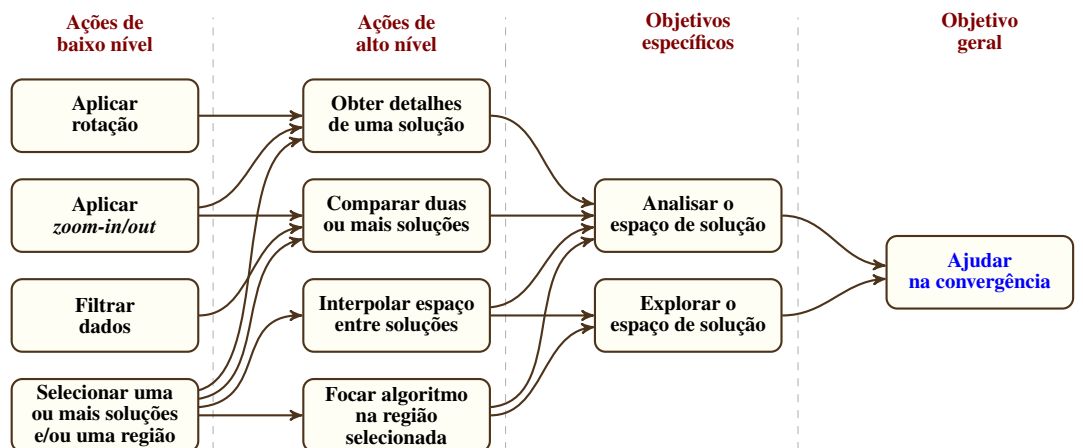 Ações de
baixo nível
Ações de
alto nível
Objetivos
específicos
Objetivo
geral
Aplicar
rotação
Obter detalhes
de uma solução
Aplicar
zoom-in/out
Comparar duas
ou mais soluções
Analisar o
espaço de solução
Ajudar
na convergência
Filtrar
dados
Interpolar espaço
entre soluções
Explorar o
espaço de solução
Selecionar uma
ou mais soluções
e/ou uma região
Focar algoritmo
na região
selecionada